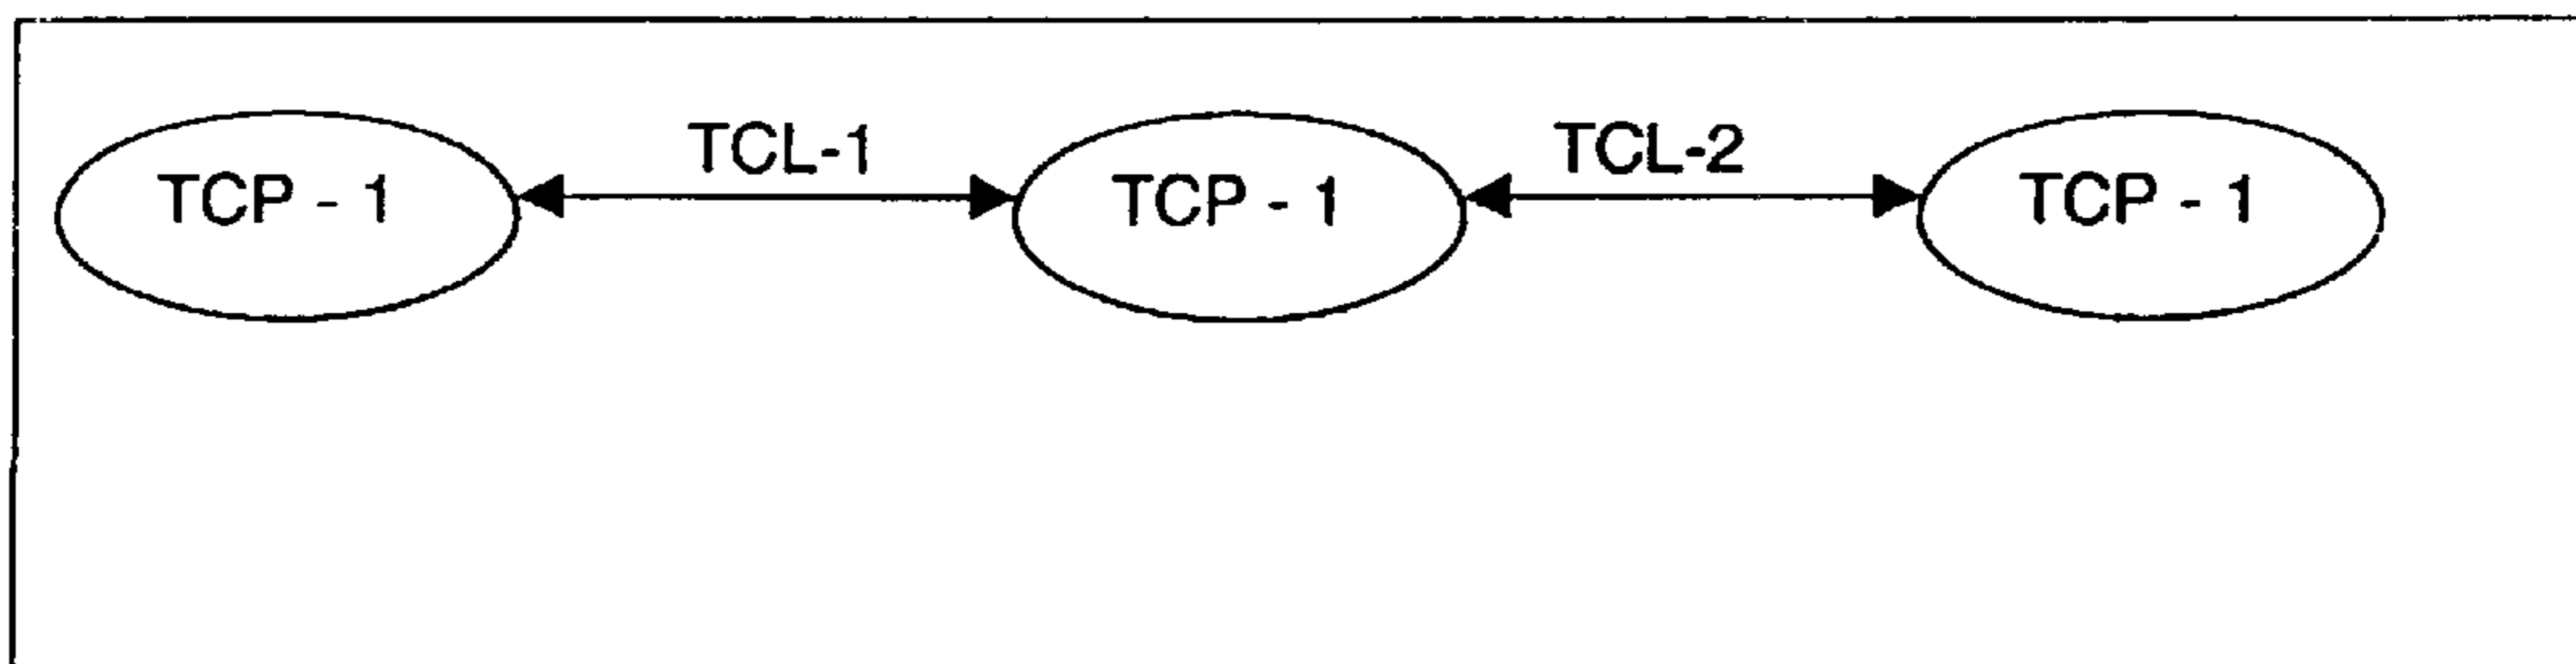 TCL-1 TCL-2
TCP - 1 TCP - 1 TCP - 1